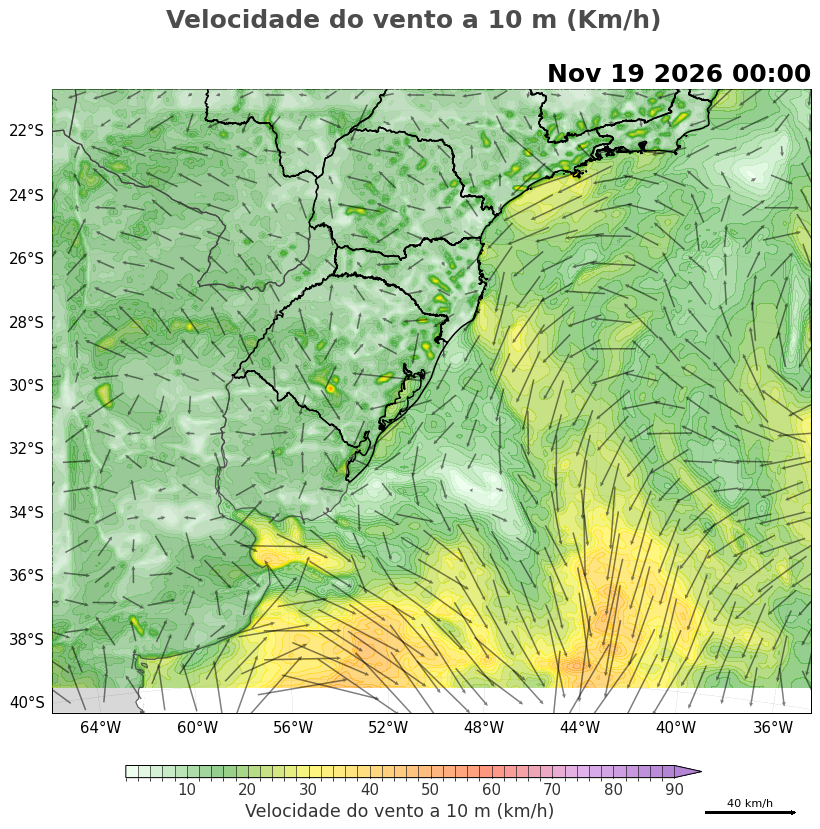 Velocidade do vento a 10 m (Km/h)
Nov 19 2026 00:00
22°S
24°S
26°S
28°S
30°S
32°S
34°S
36°S
38°S
40°S
64°W 60°W 56°W 52°W 48°W 44°W 40°W 36°W
10 20 30 40 50 60 70 80 90
Velocidade do vento a 10 m (km/h)
40 km/h